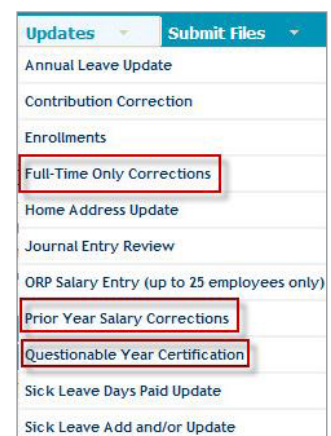 Updates Submit Files
Annual Leave Update
Contribution Correction
Enrollments
Full-Time Only Corrections
Home Address Update
Journal Entry Review
ORP Salary Entry (up to 25 employees only)
Prior Year Salary Corrections
Questionable Year Certification
Sick Leave Days Paid Update
Sick Leave Add and/or Update